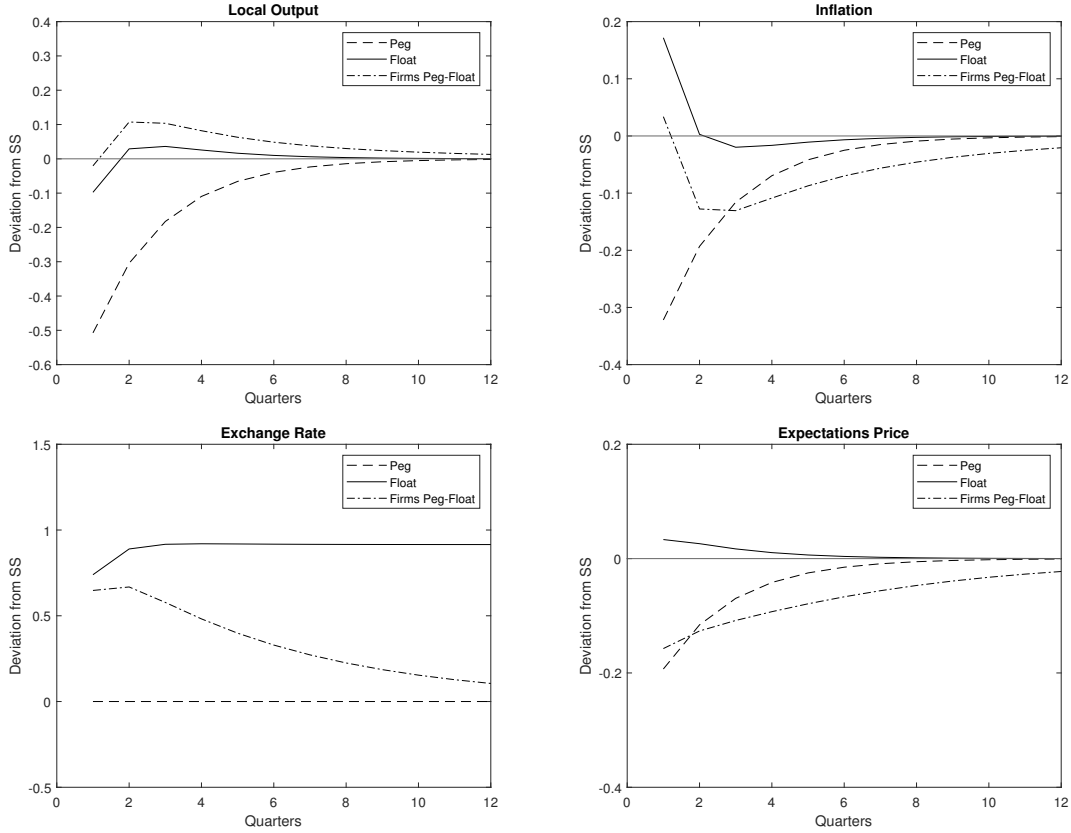 Local Output
Deviation from SS
0.4
0.3
0.2
0.1
0
-0.1
-0.2
-0.3
-0.4
-0.5
-0.6
0 2 4 6 8 10 12
Quarters
Peg
Float
Firms Peg-Float
Inflation
Deviation from SS
0.2
0.1
0
-0.1
-0.2
-0.3
-0.4
0 2 4 6 8 10 12
Quarters
Peg
Float
Firms Peg-Float
Exchange Rate
Deviation from SS
1.5
1
0.5
0
-0.5
0 2 4 6 8 10 12
Quarters
Peg
Float
Firms Peg-Float
Expectations Price
Deviation from SS
0.2
0
-0.2
-0.4
0 2 4 6 8 10 12
Quarters
Peg
Float
Firms Peg-Float